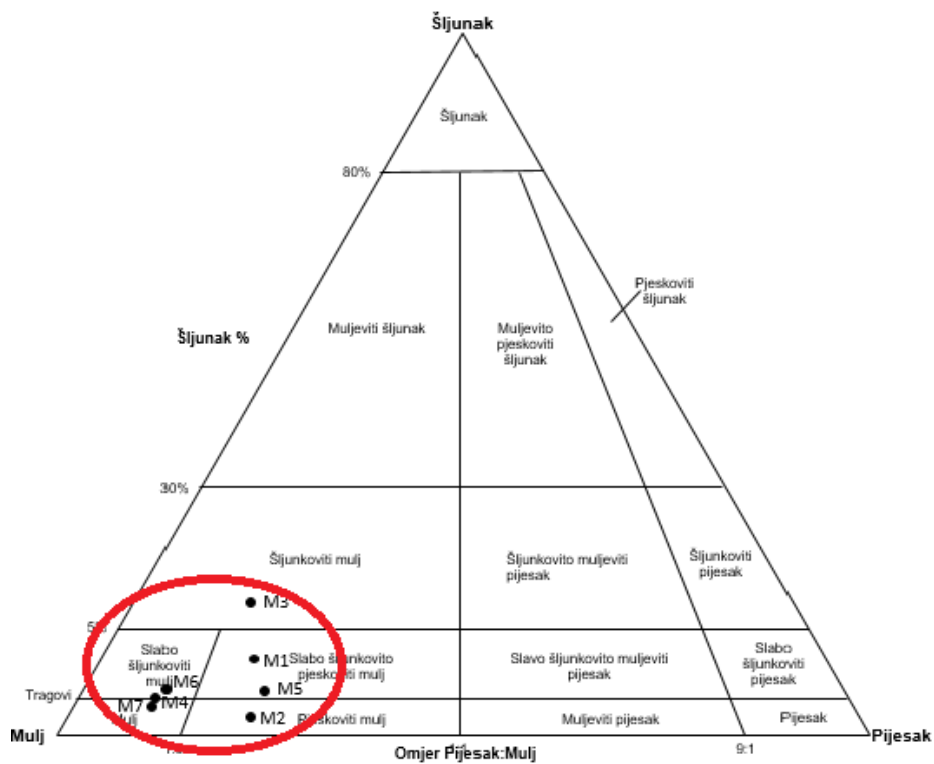 Šljunak
Šljunak
80%
Pjeskoviti
šljunak
Muljeviti šljunak
Muljevito
pjeskoviti
šljunak
Šljunak %
30%
Šljunkoviti mulj
Šljunkovito muljeviti
pijesak
Šljunkoviti
pijesak
M3
5%
Slabo
šljunkoviti
mulj
M1
Slabo šljunkovito
pjeskoviti mulj
Slavo šljunkovito muljeviti
pijesak
Slabo
šljunkoviti
pijesak
M6
M5
Tragovi
M4
M7
Mulj
M2
Pjeskoviti mulj
Muljeviti pijesak
Pijesak
Mulj
Pijesak
Omjer Pijesak:Mulj
9:1